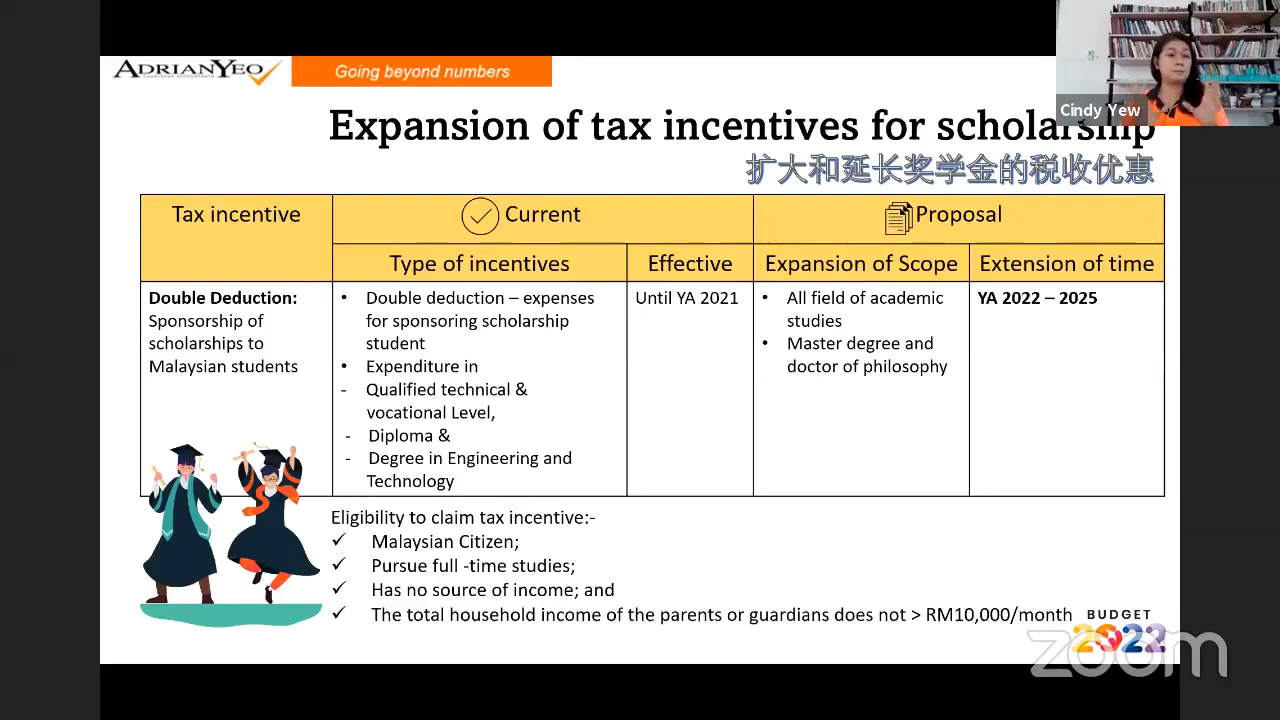 ADRIANYEO
Going beyond numbers
Cindy Yew
Expansion of tax incentives for scholarship
扩大和延长奖学金的税收优惠
Tax incentive
Current
Proposal
Type of incentives
Effective
Expansion of Scope
Extension of time
Double Deduction:
Sponsorship of
scholarships to
Malaysian students
• Double deduction – expenses
for sponsoring scholarship
student
• Expenditure in
- Qualified technical &
vocational Level,
- Diploma &
- Degree in Engineering and
Technology
Until YA 2021
• All field of academic
studies
• Master degree and
doctor of philosophy
YA 2022 – 2025
Eligibility to claim tax incentive:-
✓ Malaysian Citizen;
✓ Pursue full -time studies;
✓ Has no source of income; and
✓ The total household income of the parents or guardians does not > RM10,000/month
BUDGET
2022
zoom